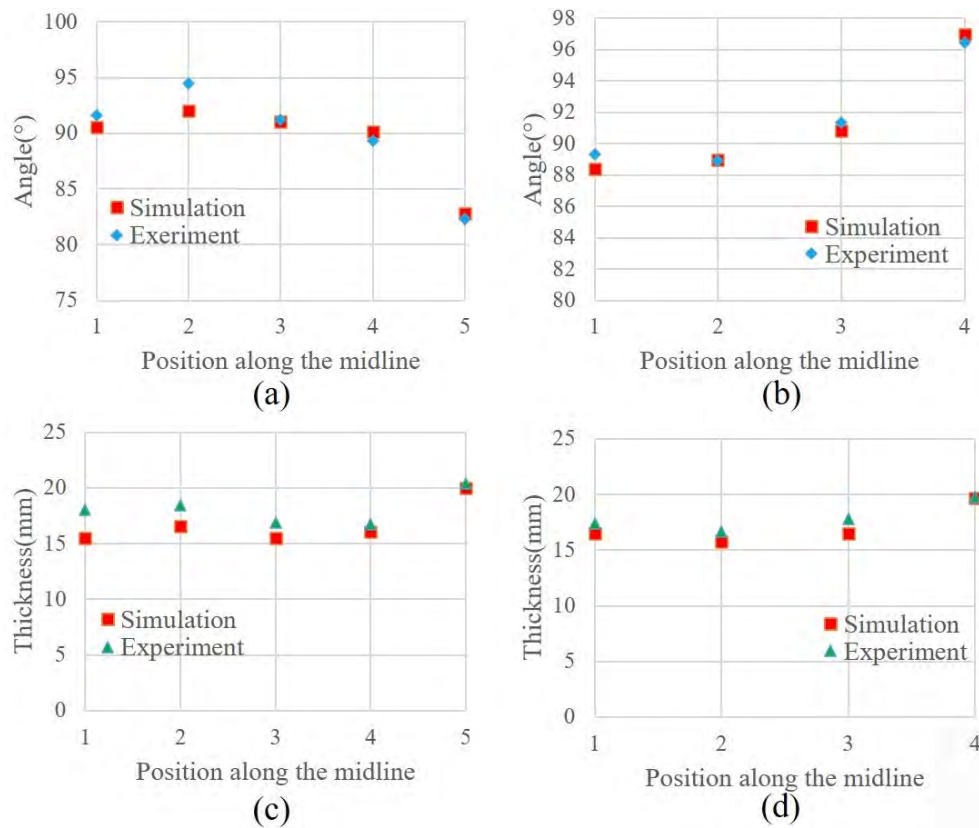 100
95
90
85
80
75
Angle(°)
Simulation
Exeriment
1 2 3 4 5
Position along the midline
(a)
98
96
94
92
90
88
86
84
82
80
Angle(°)
Simulation
Experiment
1 2 3 4
Position along the midline
(b)
25
20
15
10
5
0
Thickness(mm)
Simulation
Experiment
1 2 3 4 5
Position along the midline
(c)
25
20
15
10
5
0
Thickness(mm)
Simulation
Experiment
1 2 3 4
Position along the midline
(d)